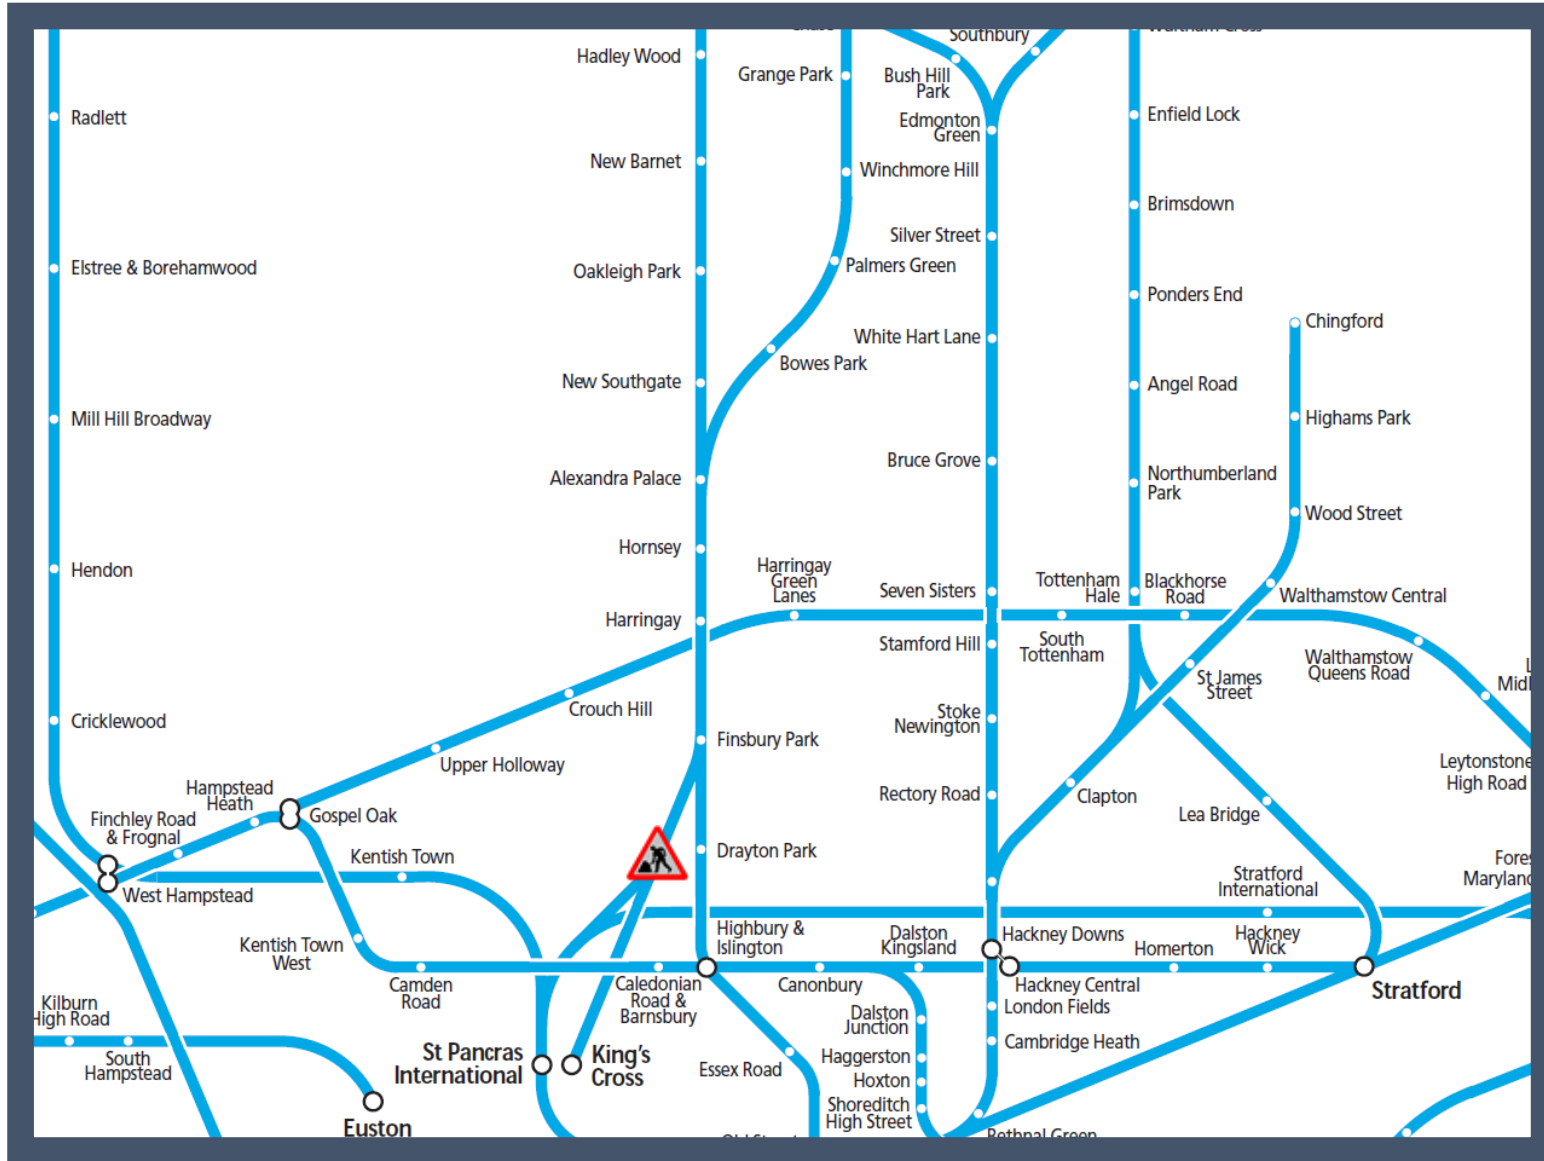 Southbury
Hadley Wood
Grange Park
Bush Hill
Park
Radlett
Enfield Lock
Edmonton
Green
New Barnet
Winchmore Hill
Brimsdown
Silver Street
Elstree & Borehamwood
Oakleigh Park
Palmers Green
Ponders End
Chingford
White Hart Lane
Bowes Park
New Southgate
Angel Road
Mill Hill Broadway
Highams Park
Bruce Grove
Alexandra Palace
Northumberland
Park
Wood Street
Hornsey
Hendon
Harringay
Green
Lanes
Seven Sisters
Tottenham
Hale
Blackhorse
Road
Walthamstow Central
Harringay
Stamford Hill
South
Tottenham
Walthamstow
Queens Road
St James
Street
Midl
Crouch Hill
Stoke
Newington
Cricklewood
Finsbury Park
Upper Holloway
Leytonstone
High Road
Hampstead
Heath
Rectory Road
Clapton
Gospel Oak
Lea Bridge
Finchley Road
& Frognal
Kentish Town
Drayton Park
Fores
Maryland
Stratford
International
West Hampstead
Highbury &
Islington
Dalston
Kingsland
Hackney Downs
Homerton
Hackney
Wick
Kentish Town
West
Camden
Road
Caledonian
Road &
Barnsbury
Canonbury
Hackney Central
Stratford
Kilburn
High Road
London Fields
Dalston
Junction
Cambridge Heath
South
Hampstead
St Pancras
International
King's
Cross
Essex Road
Haggerston
Hoxton
Shoreditch
High Street
Euston
Bethnal Green